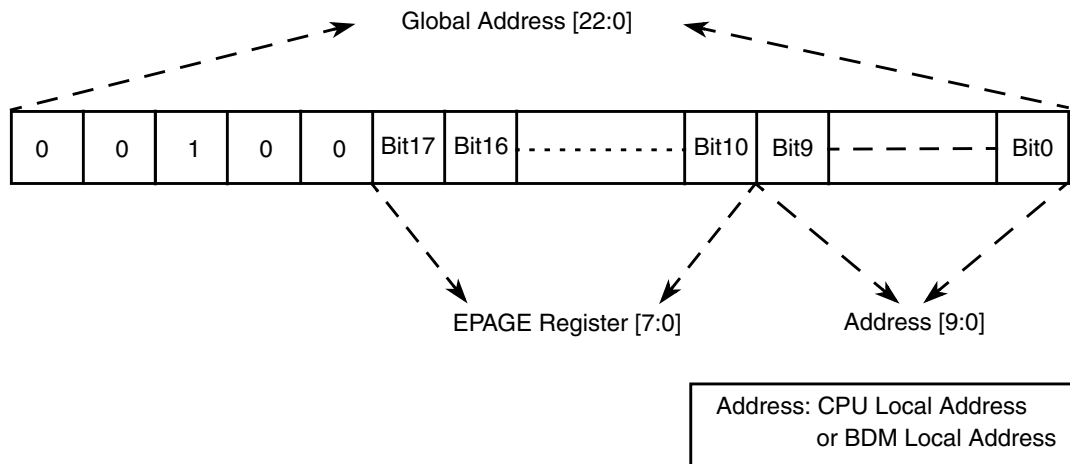 Global Address [22:0]
0 0 1 0 0 Bit17 Bit16 Bit10 Bit9 Bit0
EPAGE Register [7:0] Address [9:0]
Address: CPU Local Address
or BDM Local Address